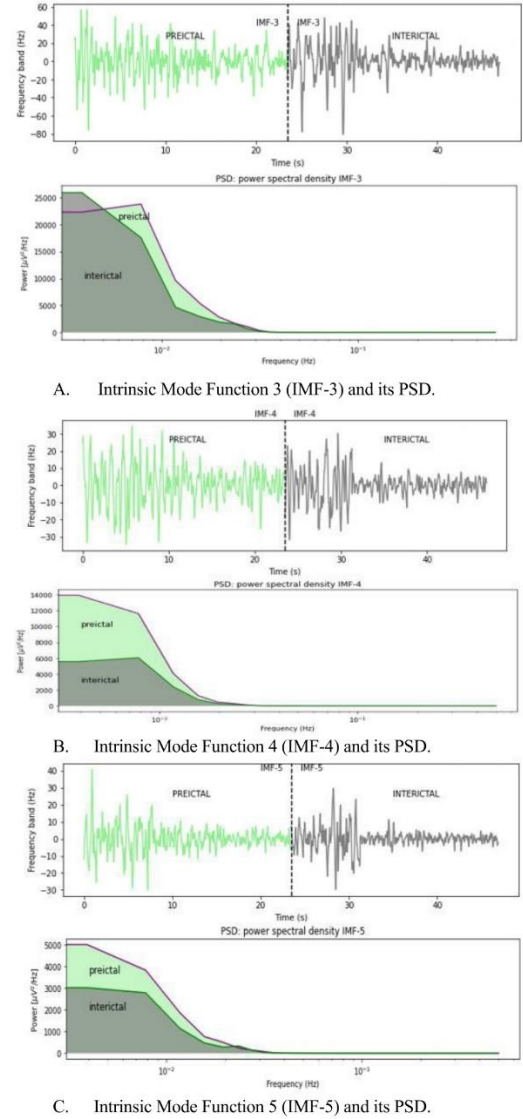 PREICTAL IMF-3 IMF-3 INTERICTAL
Frequency band (Hz)
60
40
20
0
−20
−40
−60
−80
0 10 20 30 40
Time (s)
PSD: power spectral density IMF-3
Power [μV²/Hz]
25000
20000
15000
10000
5000
0
preictal
interictal
10⁻² 10⁻¹
Frequency (Hz)
A. Intrinsic Mode Function 3 (IMF-3) and its PSD.
IMF-4 IMF-4
PREICTAL INTERICTAL
Frequency band (Hz)
30
20
10
0
−10
−20
−30
0 10 20 30 40
Time (s)
PSD: power spectral density IMF-4
Power [μV²/Hz]
14000
12000
10000
8000
6000
4000
2000
0
preictal
interictal
10⁻² 10⁻¹
Frequency (Hz)
B. Intrinsic Mode Function 4 (IMF-4) and its PSD.
IMF-5 IMF-5
PREICTAL INTERICTAL
Frequency band (Hz)
40
30
20
10
0
10
20
30
0 10 20 30 40
Time (s)
PSD: power spectral density IMF-5
Power [μV²/Hz]
5000
4000
3000
2000
1000
0
preictal
interictal
10⁻² 10⁻¹
Frequency (Hz)
C. Intrinsic Mode Function 5 (IMF-5) and its PSD.